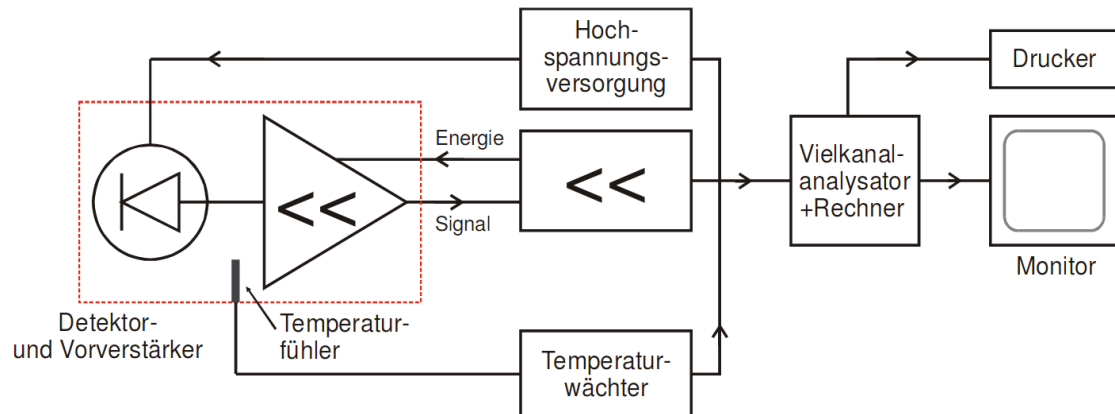 Hoch-
spannungs-
versorgung
Drucker
Energie
<<
<<
Signal
Vielkanal-
analysator
+Rechner
Monitor
Detektor-
und Vorverstärker
Temperatur-
fühler
Temperatur-
wächter